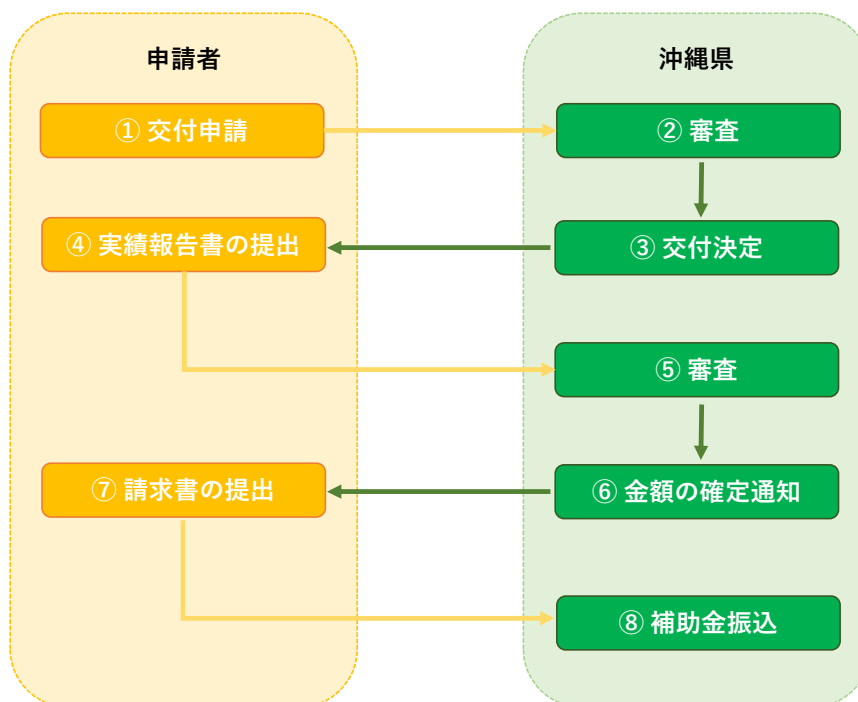 申請者
沖縄県
① 交付申請
② 審査
④ 実績報告書の提出
③ 交付決定
⑤ 審査
⑦ 請求書の提出
⑥ 金額の確定通知
⑧ 補助金振込